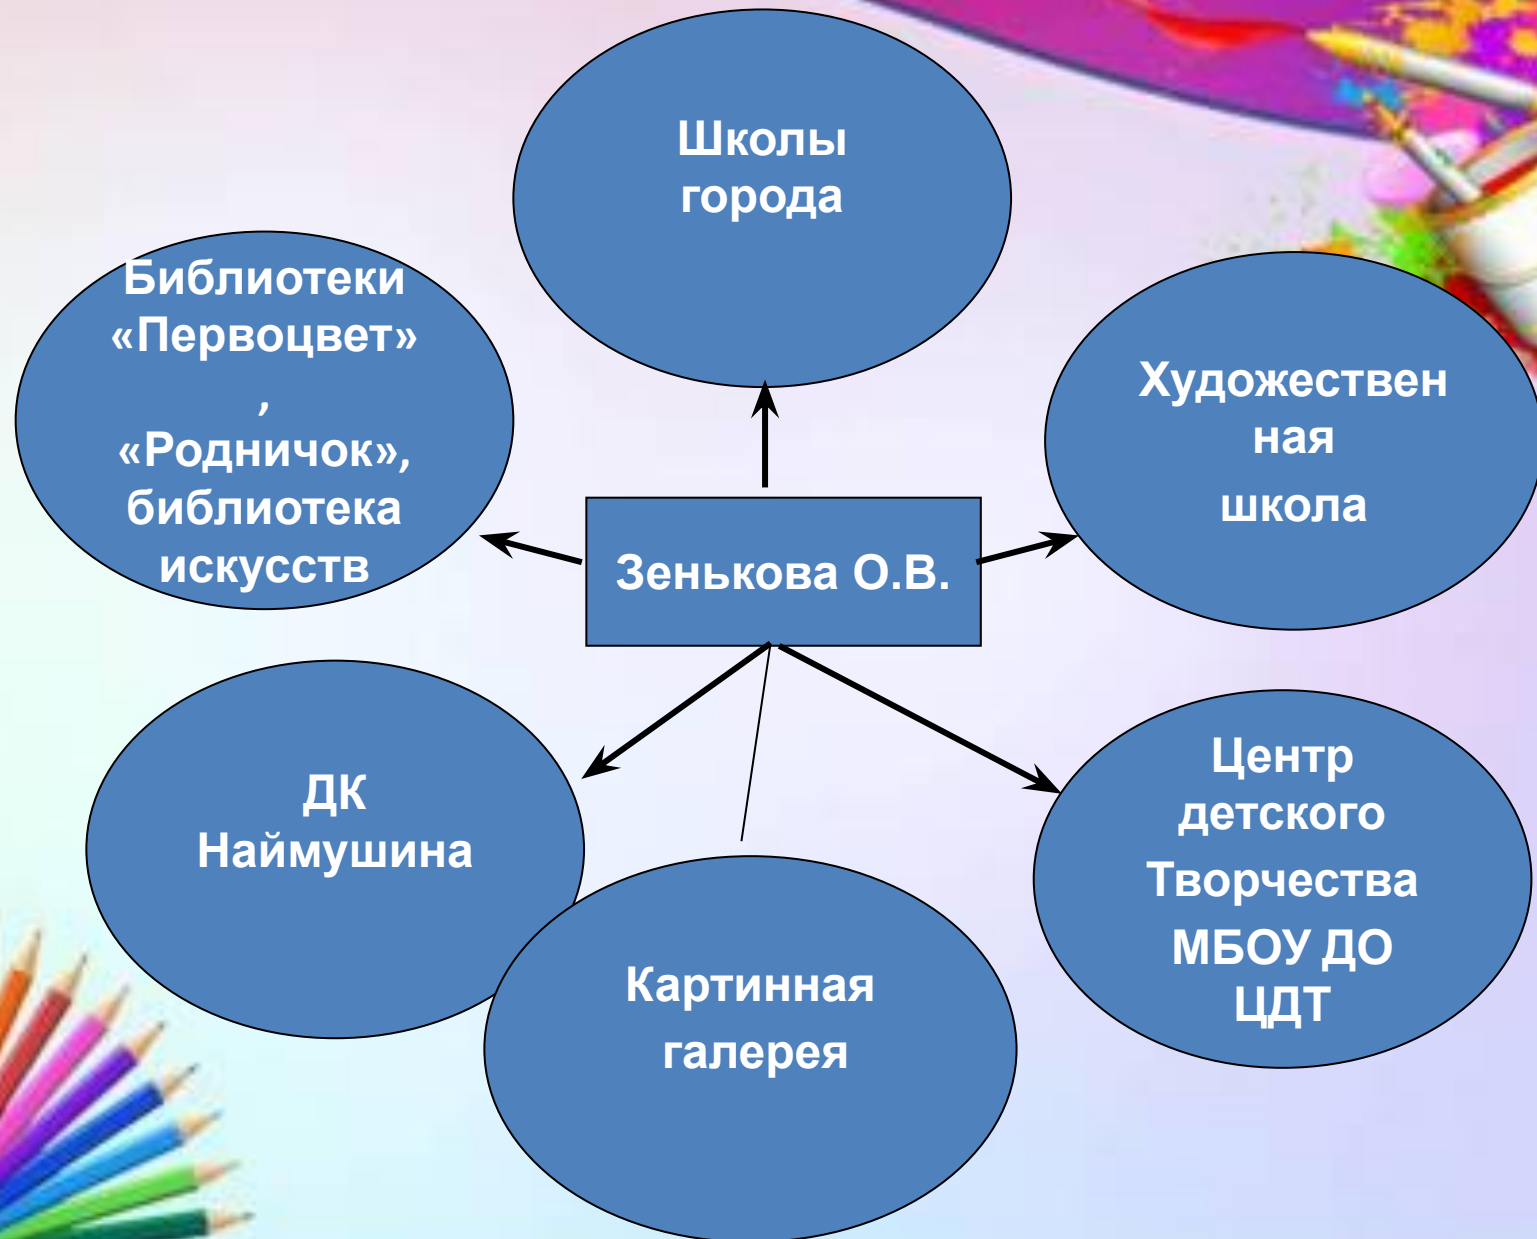 Школы
города
Библиотеки
«Первоцвет»
,
«Родничок»,
библиотека
искусств
Художествен
ная
школа
Зенькова О.В.
ДК
Наймушина
Картинная
галерея
Центр
детского
Творчества
МБОУ ДО
ЦДТ